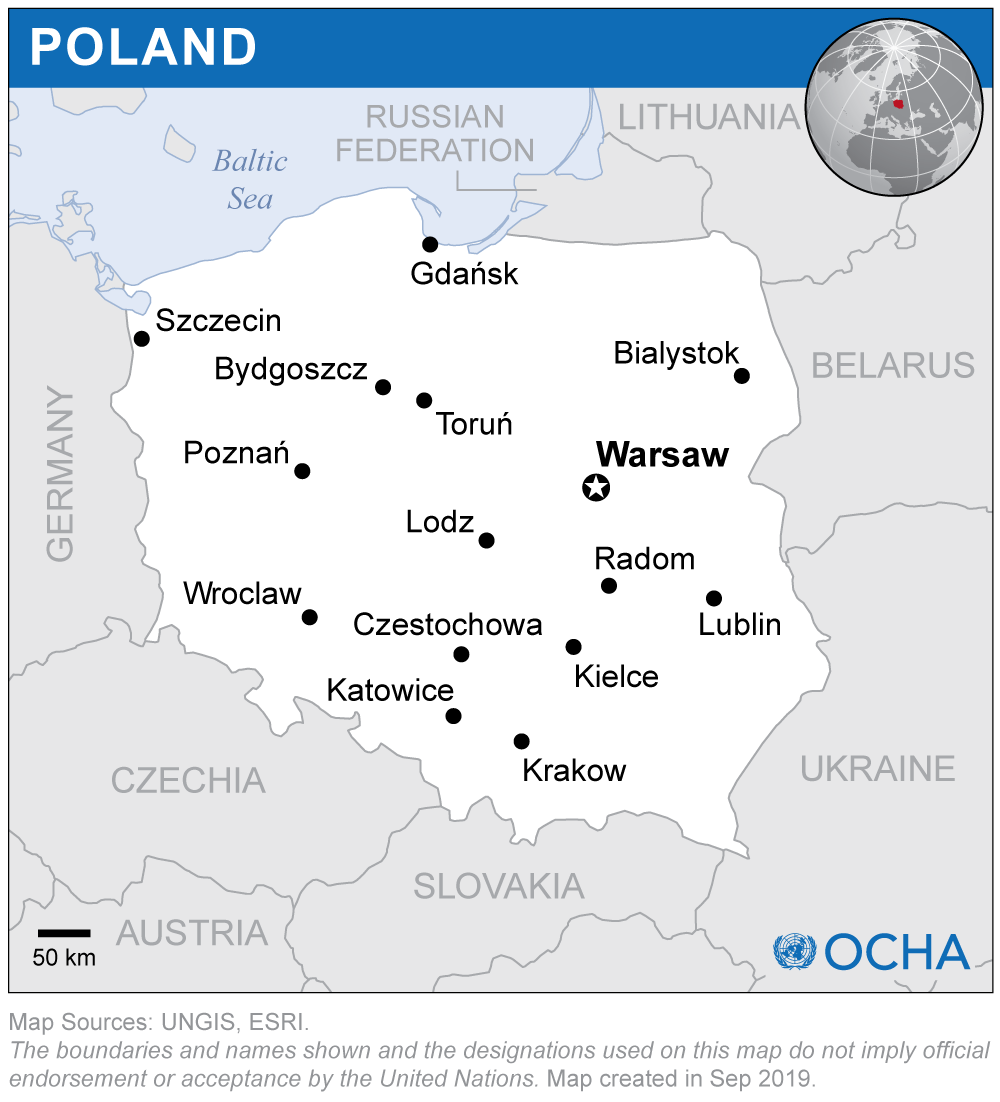 POLAND
RUSSIAN
FEDERATION
LITHUANIA
Baltic
Sea
Gdańsk
Szczecin
Bialystok
Bydgoszcz
BELARUS
Toruń
GERMANY
Poznań
Warsaw
Lodz
Radom
Wroclaw
Czestochowa
Lublin
Kielce
Katowice
Krakow
CZECHIA
UKRAINE
SLOVAKIA
AUSTRIA
50 km
OCHA
Map Sources: UNGIS, ESRI.
The boundaries and names shown and the designations used on this map do not imply official
endorsement or acceptance by the United Nations. Map created in Sep 2019.